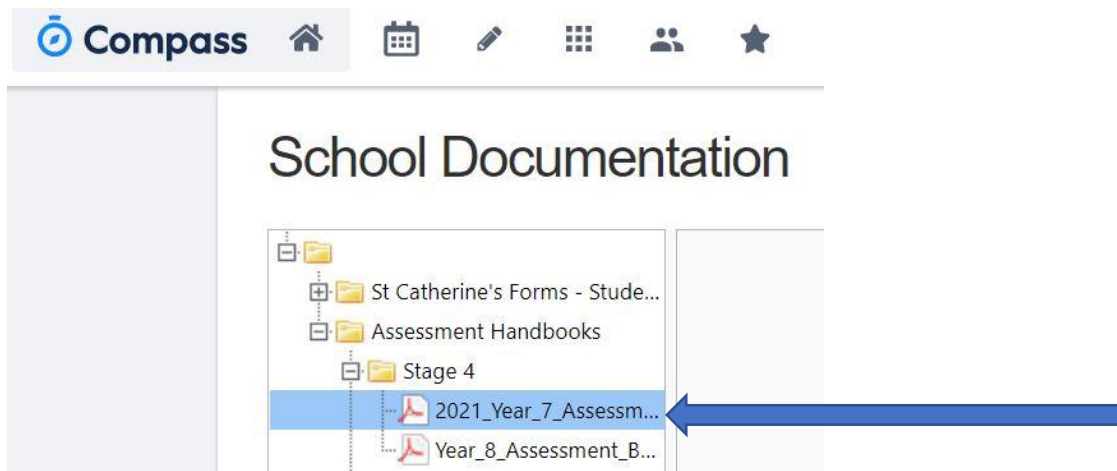 Compass
School Documentation
St Catherine's Forms - Stude...
Assessment Handbooks
Stage 4
2021_Year_7_Assessm...
Year_8_Assessment_B...